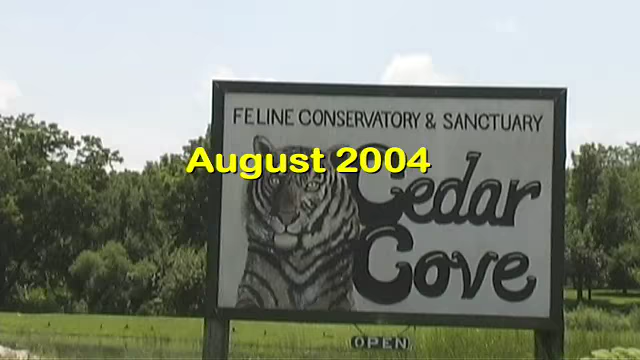 FELINE CONSERVATORY & SANCTUARY
August 2004
Cedar
Cove
OPEN